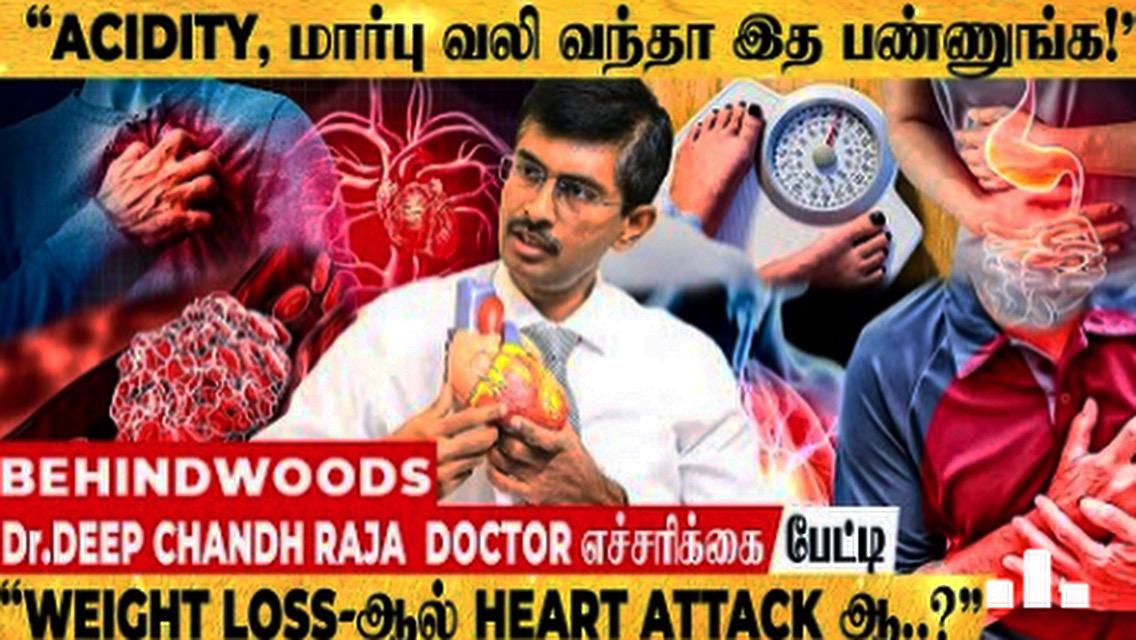 “ACIDITY, மார்பு வலி வந்தா இத பண்ணுங்க!”
BEHINDWOODS
Dr.DEEP CHANDH RAJA DOCTOR எச்சரிக்கை பேட்டி
“WEIGHT LOSS-ஆல் HEART ATTACK ஆ..?”